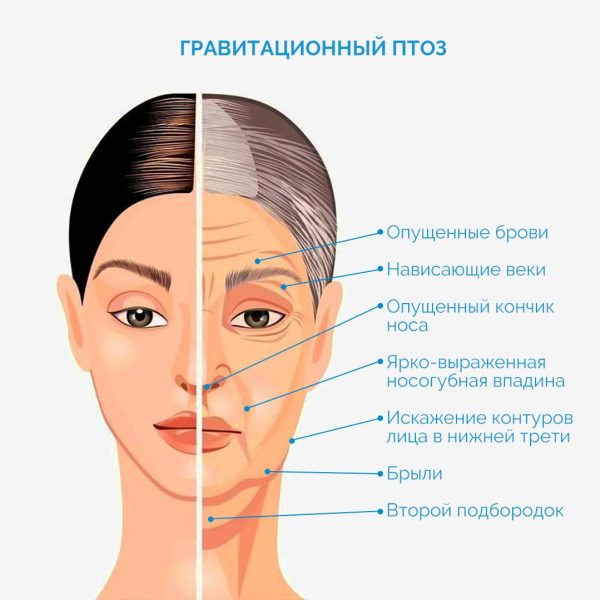 ГРАВИТАЦИОННЫЙ ПТОЗ
Опущенные брови
Нависающие веки
Опущенный кончик
носа
Ярко-выраженная
носогубная впадина
Искажение контуров
лица в нижней трети
Брыли
Второй подбородок